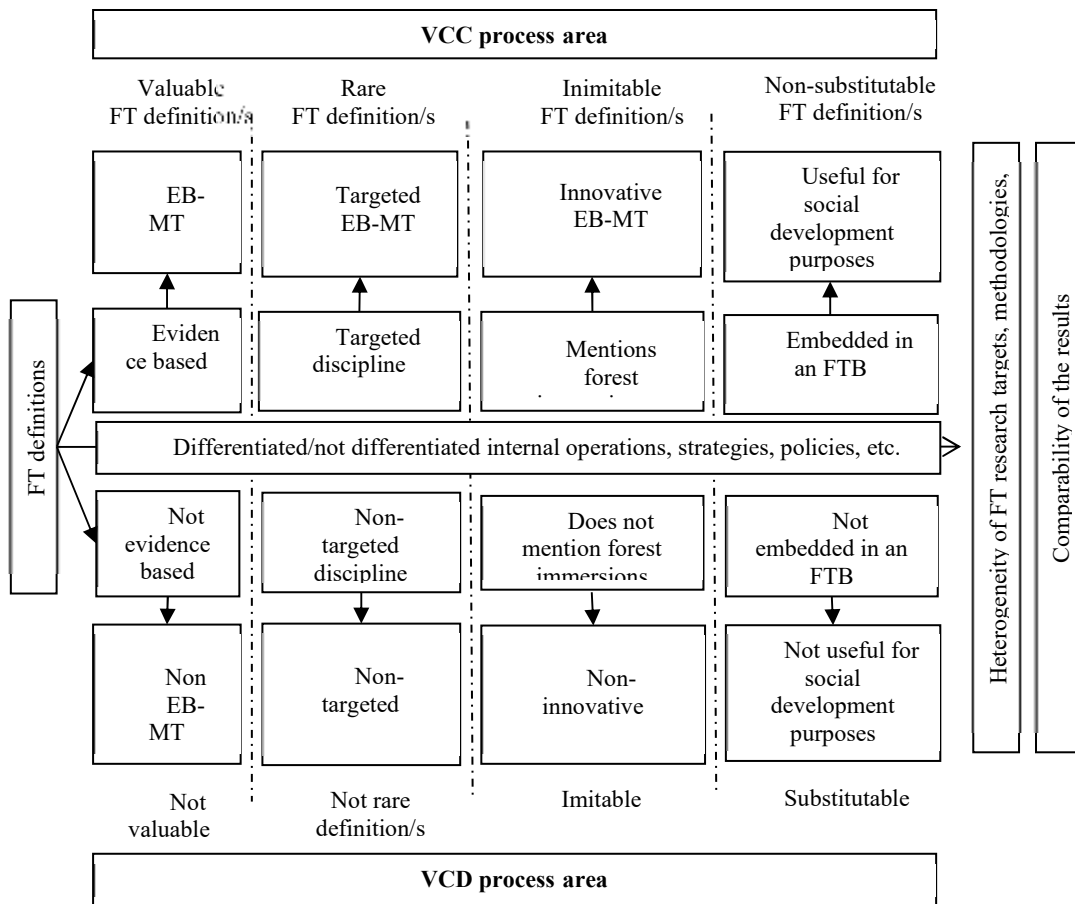 VCC process area
Valuable
FT definition/s
Rare
FT definition/s
Inimitable
FT definition/s
Non-substitutable
FT definition/s
EB-
MT
Targeted
EB-MT
Innovative
EB-MT
Useful for
social
development
purposes
Eviden
ce based
Targeted
discipline
Mentions
forest
Embedded in
an FTB
FT definitions
Differentiated/not differentiated internal operations, strategies, policies, etc.
Heterogeneity of FT research targets, methodologies,
Comparability of the results
Not
evidence
based
Non-
targeted
discipline
Does not
mention forest
immersions
Not
embedded in an
FTB
Non
EB-
MT
Non-
targeted
Non-
innovative
Not useful for
social
development
purposes
Not
valuable
Not rare
definition/s
Imitable
Substitutable
VCD process area